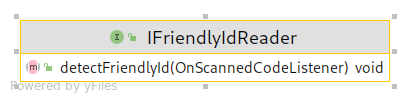 I IFriendlyIdReader
m detectFriendlyId(OnScannedCodeListener) void
Powered by yFiles